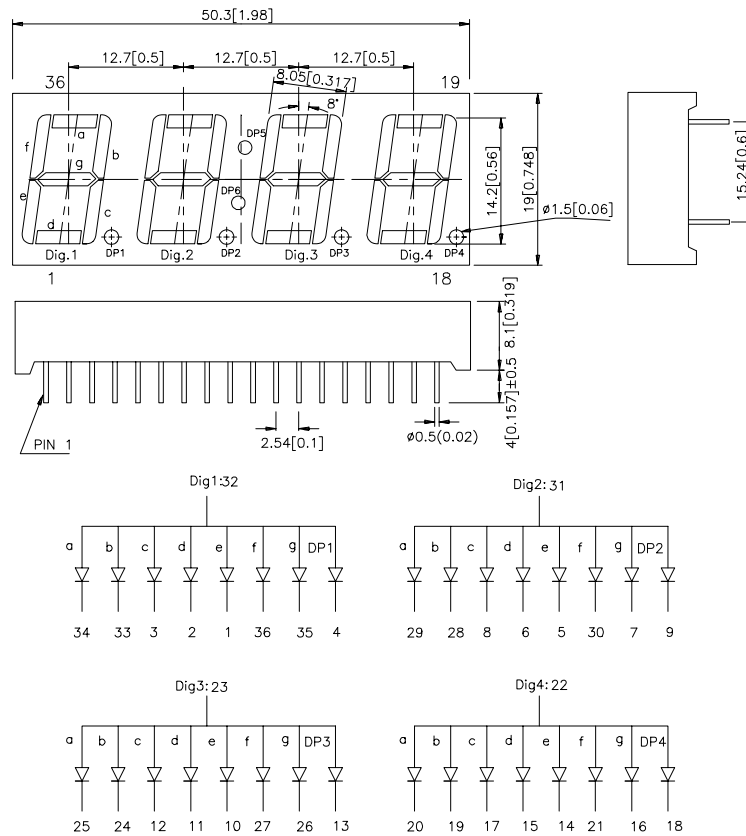 50.3[1.98]
12.7[0.5] 12.7[0.5] 12.7[0.5]
8.05[0.317]
36 19
8°
a DP5
f b
g
e DP6
c
d
DP1 DP2 DP3 DP4
Dig.1 Dig.2 Dig.3 Dig.4
1 18
14.2[0.56]
19[0.748]
ø1.5[0.06]
15.24[0.6]
8.1[0.319]
4[0.157]±0.5
PIN 1
2.54[0.1]
ø0.5(0.02)
Dig1:32
a b c d e f g DP1
34 33 3 2 1 36 35 4
Dig2:31
a b c d e f g DP2
29 28 8 6 5 30 7 9
Dig3:23
a b c d e f g DP3
25 24 12 11 10 27 26 13
Dig4:22
a b c d e f g DP4
20 19 17 15 14 21 16 18